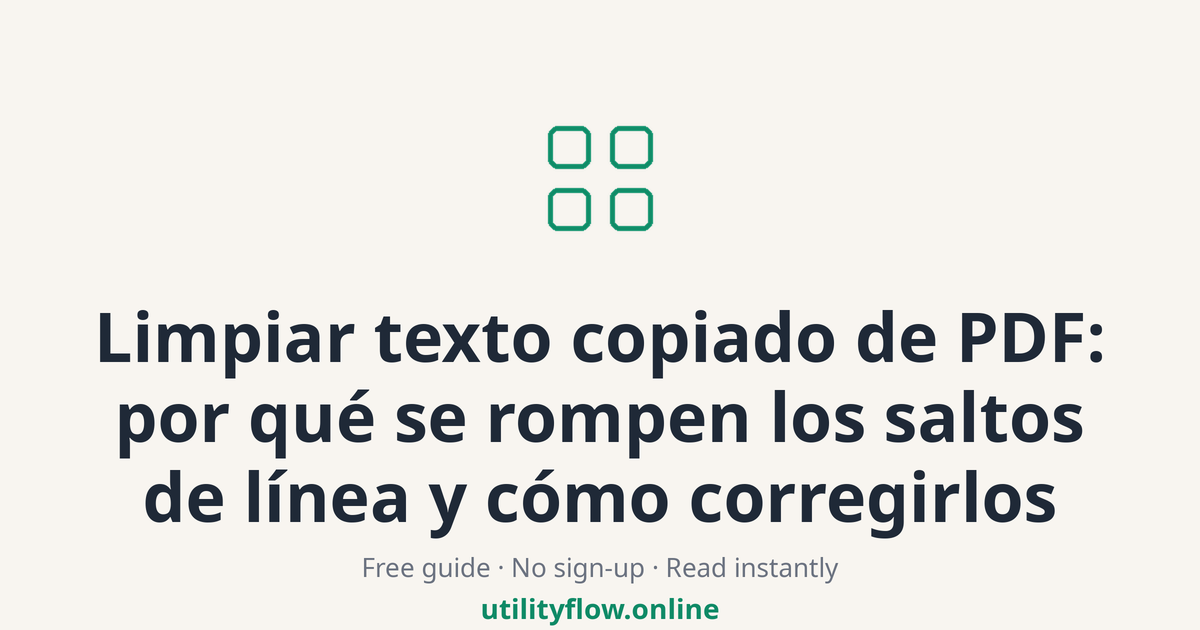 Limpiar texto copiado de PDF:
por qué se rompen los saltos
de línea y cómo corregirlos
Free guide · No sign-up · Read instantly
utilityflow.online